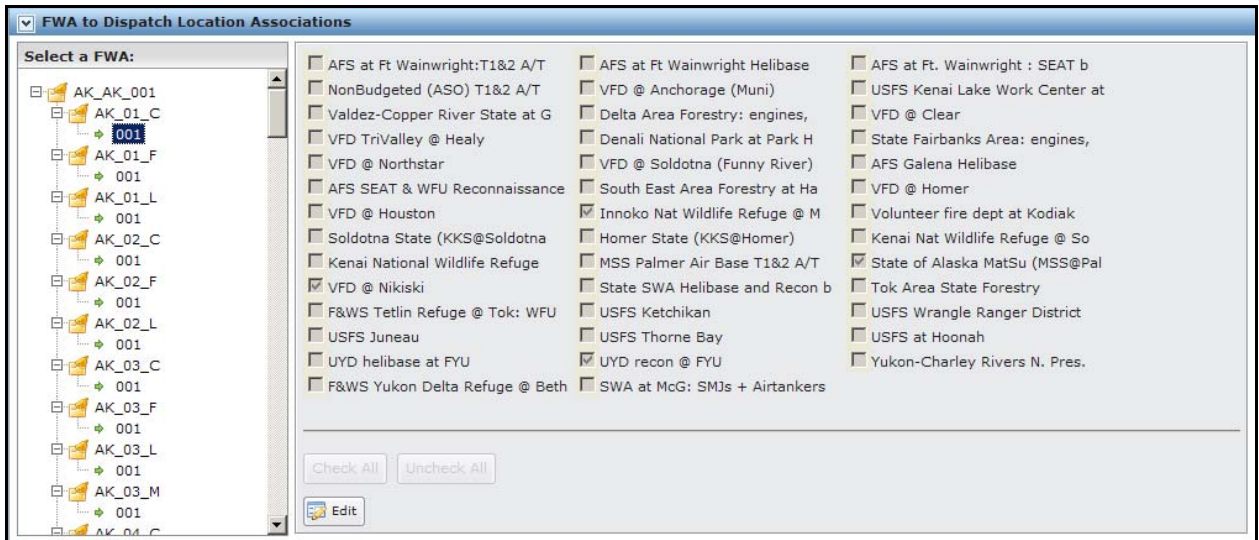 FWA to Dispatch Location Associations
Select a FWA:
AK_AK_001
AK_01_C
001
AK_01_F
001
AK_01_L
001
AK_02_C
001
AK_02_F
001
AK_02_L
001
AK_03_C
001
AK_03_F
001
AK_03_L
001
AK_03_M
001
AK_04_C
AFS at Ft Wainwright:T1&2 A/T AFS at Ft Wainwright Helibase AFS at Ft. Wainwright : SEAT b
NonBudgeted (ASO) T1&2 A/T VFD @ Anchorage (Muni) USFS Kenai Lake Work Center at
Valdez-Copper River State at G Delta Area Forestry: engines, VFD @ Clear
VFD TriValley @ Healy Denali National Park at Park H State Fairbanks Area: engines,
VFD @ Northstar VFD @ Soldotna (Funny River) AFS Galena Helibase
AFS SEAT & WFU Reconnaissance South East Area Forestry at Ha VFD @ Homer
VFD @ Houston Innoko Nat Wildlife Refuge @ M Volunteer fire dept at Kodiak
Soldotna State (KKS@Soldotna Homer State (KKS@Homer) Kenai Nat Wildlife Refuge @ So
Kenai National Wildlife Refuge MSS Palmer Air Base T1&2 A/T State of Alaska MatSu (MSS@Pal
VFD @ Nikiski State SWA Helibase and Recon b Tok Area State Forestry
F&WS Tetlin Refuge @ Tok: WFU USFS Ketchikan USFS Wrangle Ranger District
USFS Juneau USFS Thorne Bay USFS at Hoonah
UYD helibase at FYU UYD recon @ FYU Yukon-Charley Rivers N. Pres.
F&WS Yukon Delta Refuge @ Beth SWA at McG: SMJs + Airtankers
Check All Uncheck All
Edit